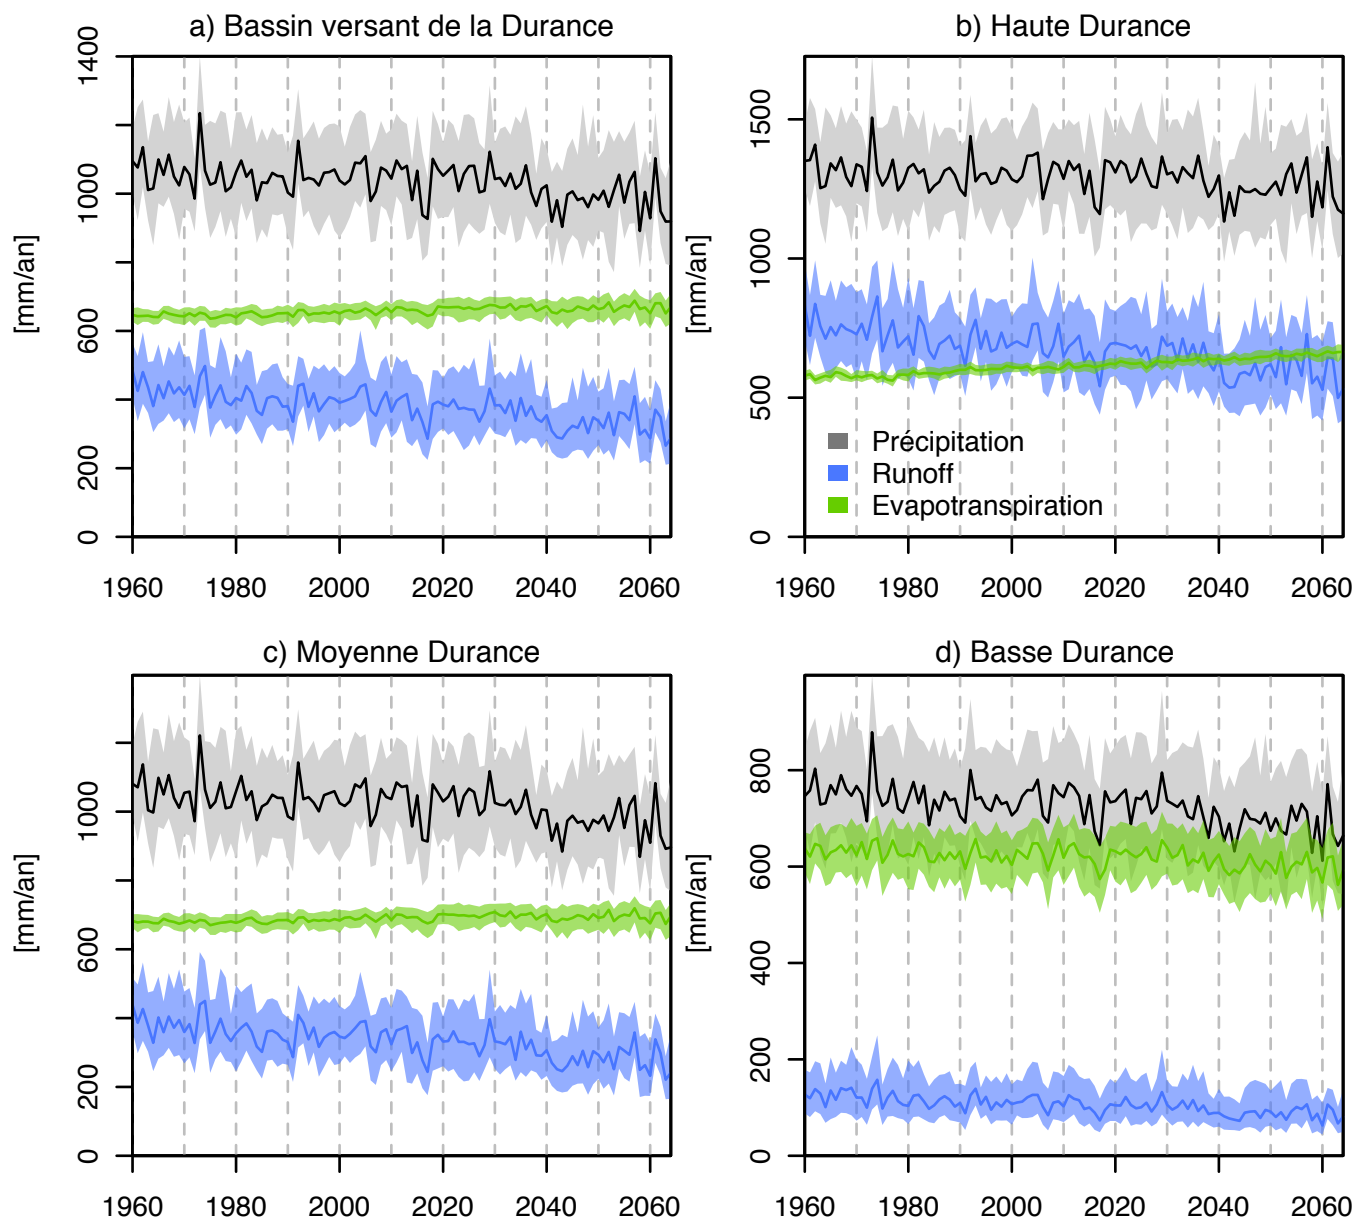 a) Bassin versant de la Durance
b) Haute Durance
[mm/an]
1400
1000
600
200
0
1960 1980 2000 2020 2040 2060
[mm/an]
1500
1000
500
0
Précipitation
Runoff
Evapotranspiration
1960 1980 2000 2020 2040 2060
c) Moyenne Durance
d) Basse Durance
[mm/an]
1000
600
200
0
1960 1980 2000 2020 2040 2060
[mm/an]
800
600
400
200
0
1960 1980 2000 2020 2040 2060